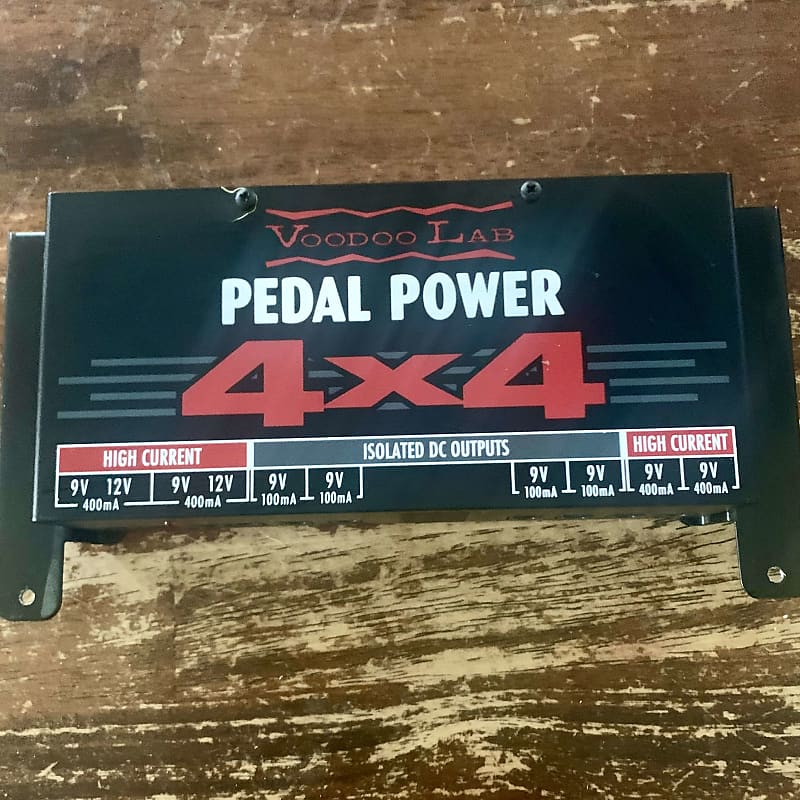 VOODOO LAB
PEDAL POWER
4x4
HIGH CURRENT ISOLATED DC OUTPUTS HIGH CURRENT
9V 12V 9V 12V 9V 9V 9V 9V 9V 9V
400mA 400mA 100mA 100mA 100mA 100mA 400mA 400mA